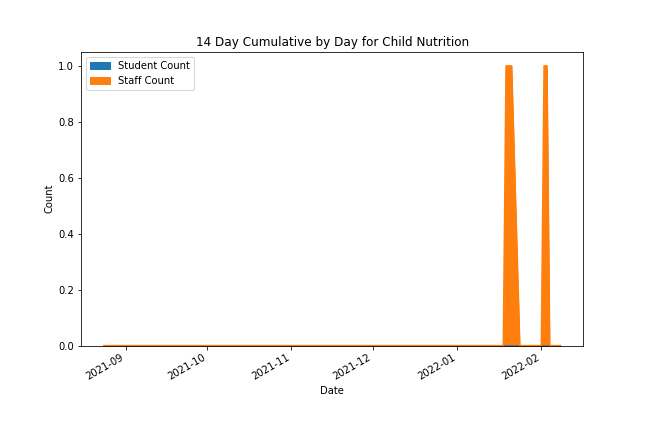 14 Day Cumulative by Day for Child Nutrition
Student Count
Staff Count
1.0
0.8
0.6
0.4
0.2
0.0
Count
2021-09
2021-10
2021-11
2021-12
2022-01
2022-02
Date